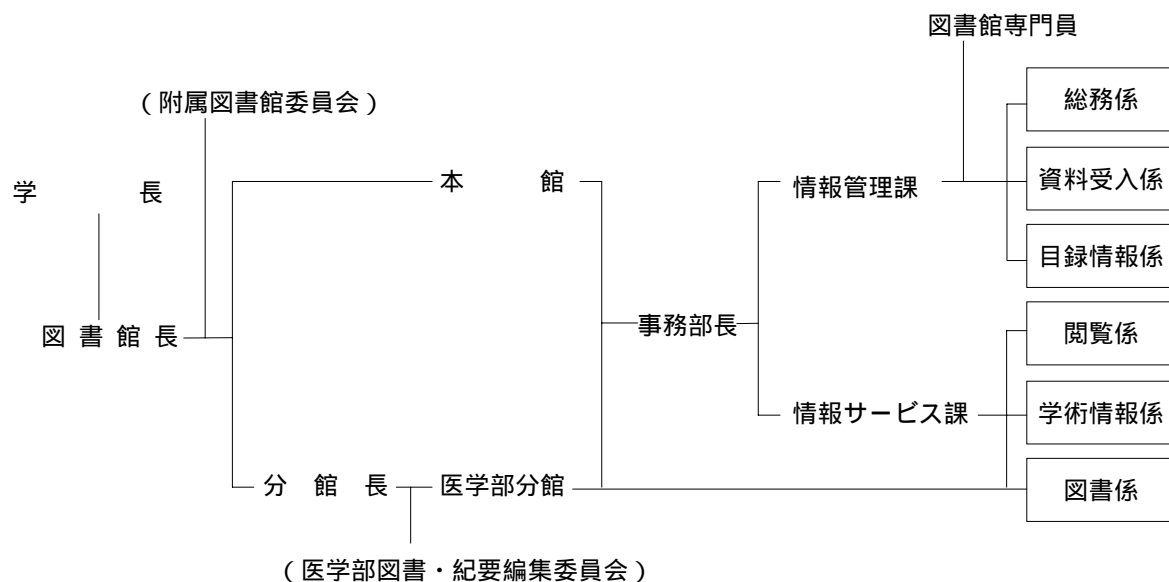 図書館専門員
（附属図書館委員会）
総務係
学　　　長
本　　　館
情報管理課
資料受入係
目録情報係
図 書 館 長
事務部長
閲覧係
情報サービス課
学術情報係
分　館　長
医学部分館
図書係
（医学部図書・紀要編集委員会）